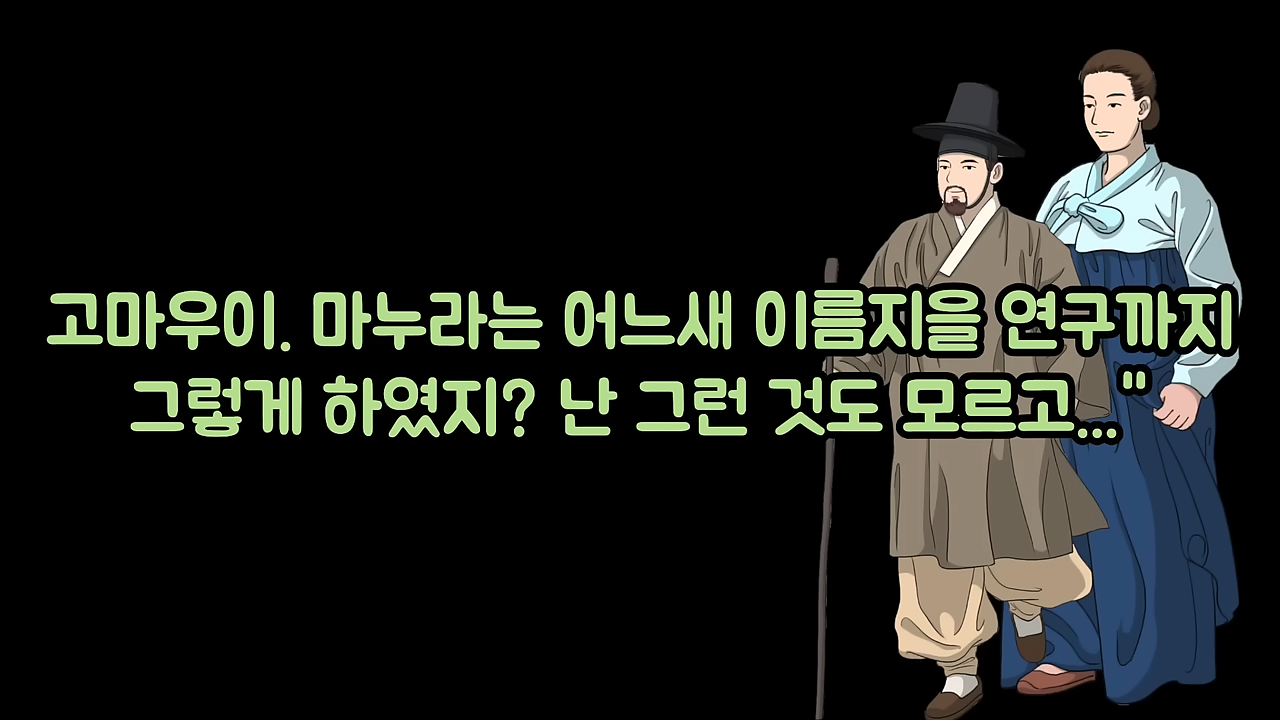 고마우이. 마누라는 어느새 이름지을 연구까지
그렇게 하였지? 난 그런 것도 모르고..."